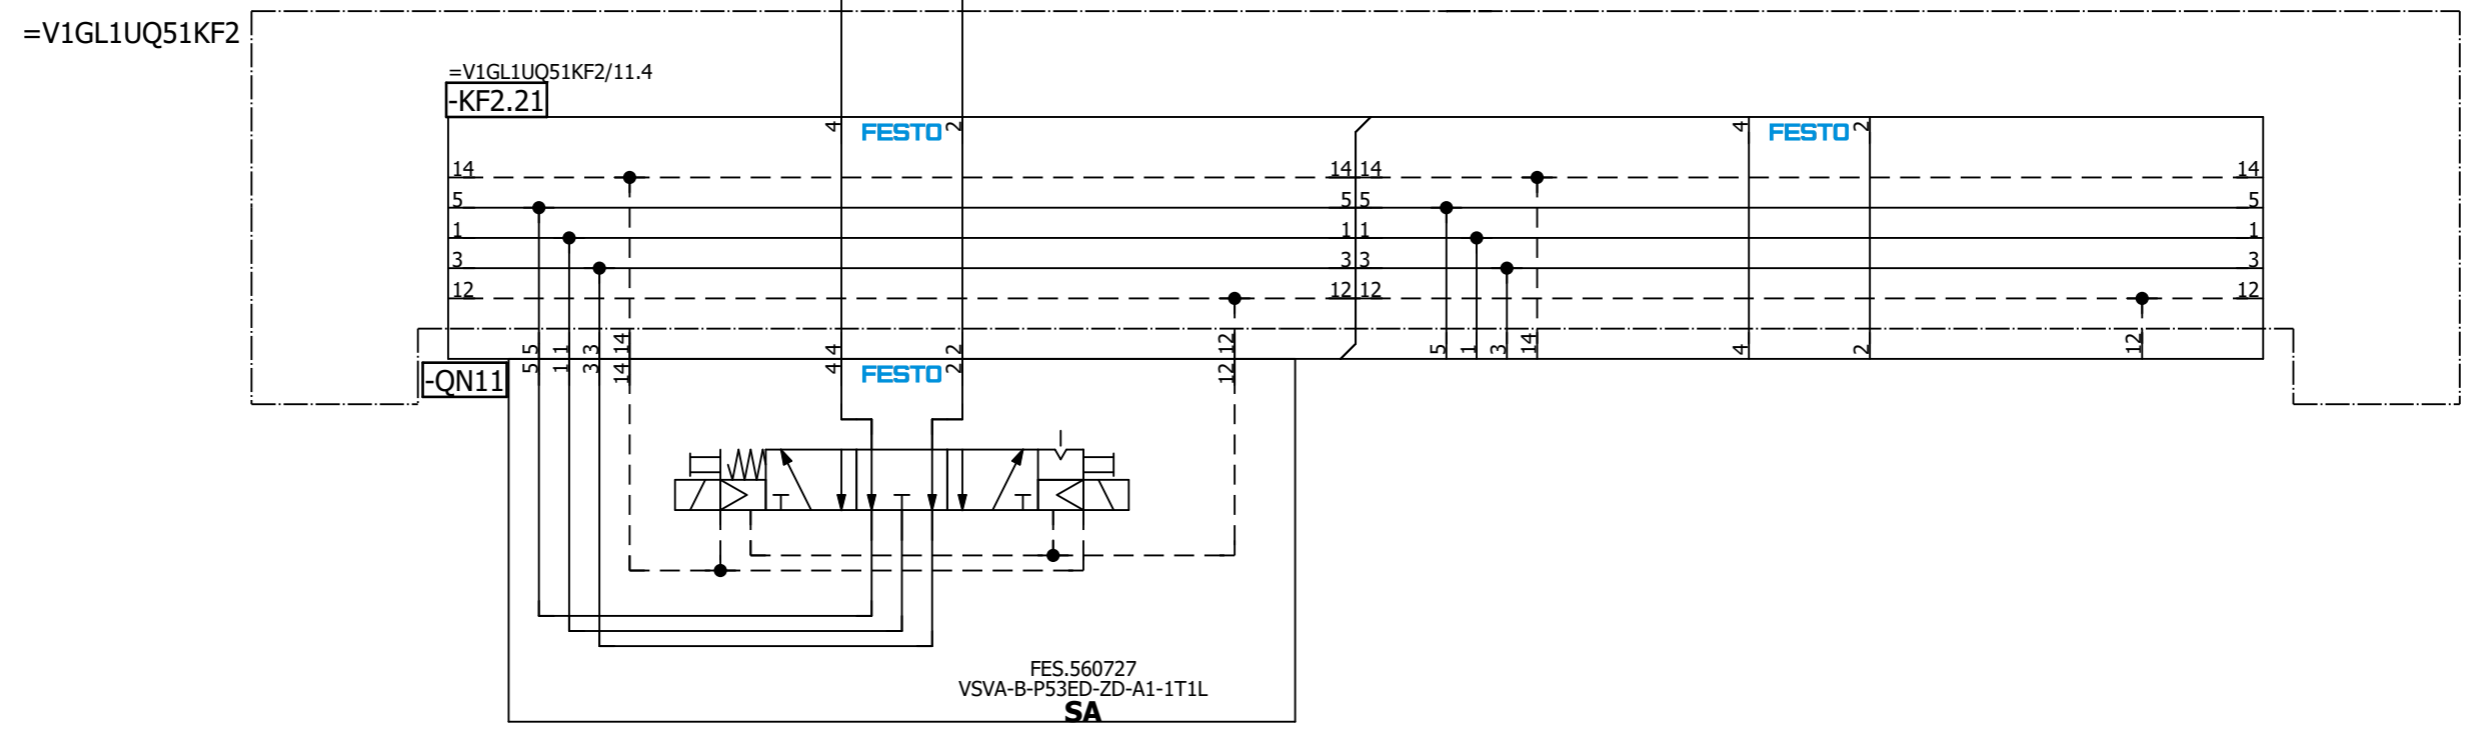 =V1GL1UQ51KF2
=V1GL1UQ51KF2/11.4
-KF2.21
4 FESTO 2 4 FESTO 2
14 14 14 14
5 5 5 5
1 1 1 1
3 3 3 3
12 12 12 12
5 1 3 14 4 2 12 5 1 3 14 4 2 12
-QN11
5 1 3 14 4 FESTO 2 12
FES.560727
VSVA-B-P53ED-ZD-A1-1T1L
SA